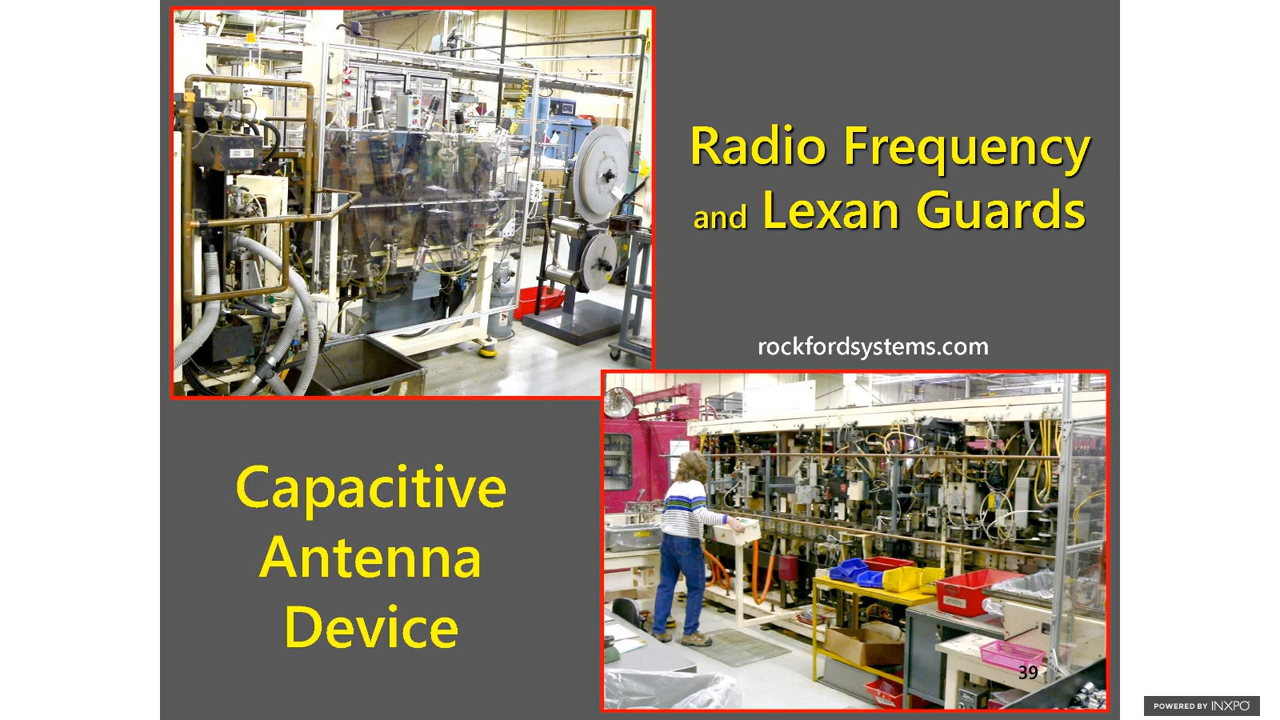 Radio Frequency
and Lexan Guards
rockfordsystems.com
Capacitive
Antenna
Device
39
POWERED BY INXPO